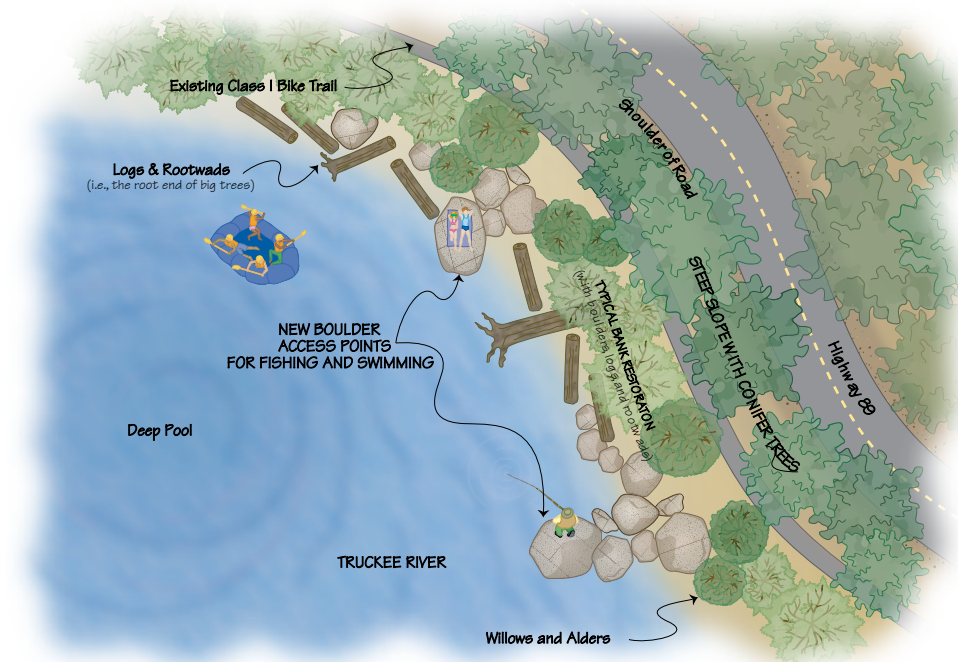 Existing Class I Bike Trail
Shoulder of Road
Logs & Rootwads
(i.e., the root end of big trees)
STEEP SLOPE WITH CONIFER TREES
TYPICAL BANK RESTORATON
(with boulders, logs, and rootwads)
NEW BOULDER
ACCESS POINTS
FOR FISHING AND SWIMMING
Highway 89
Deep Pool
TRUCKEE RIVER
Willows and Alders